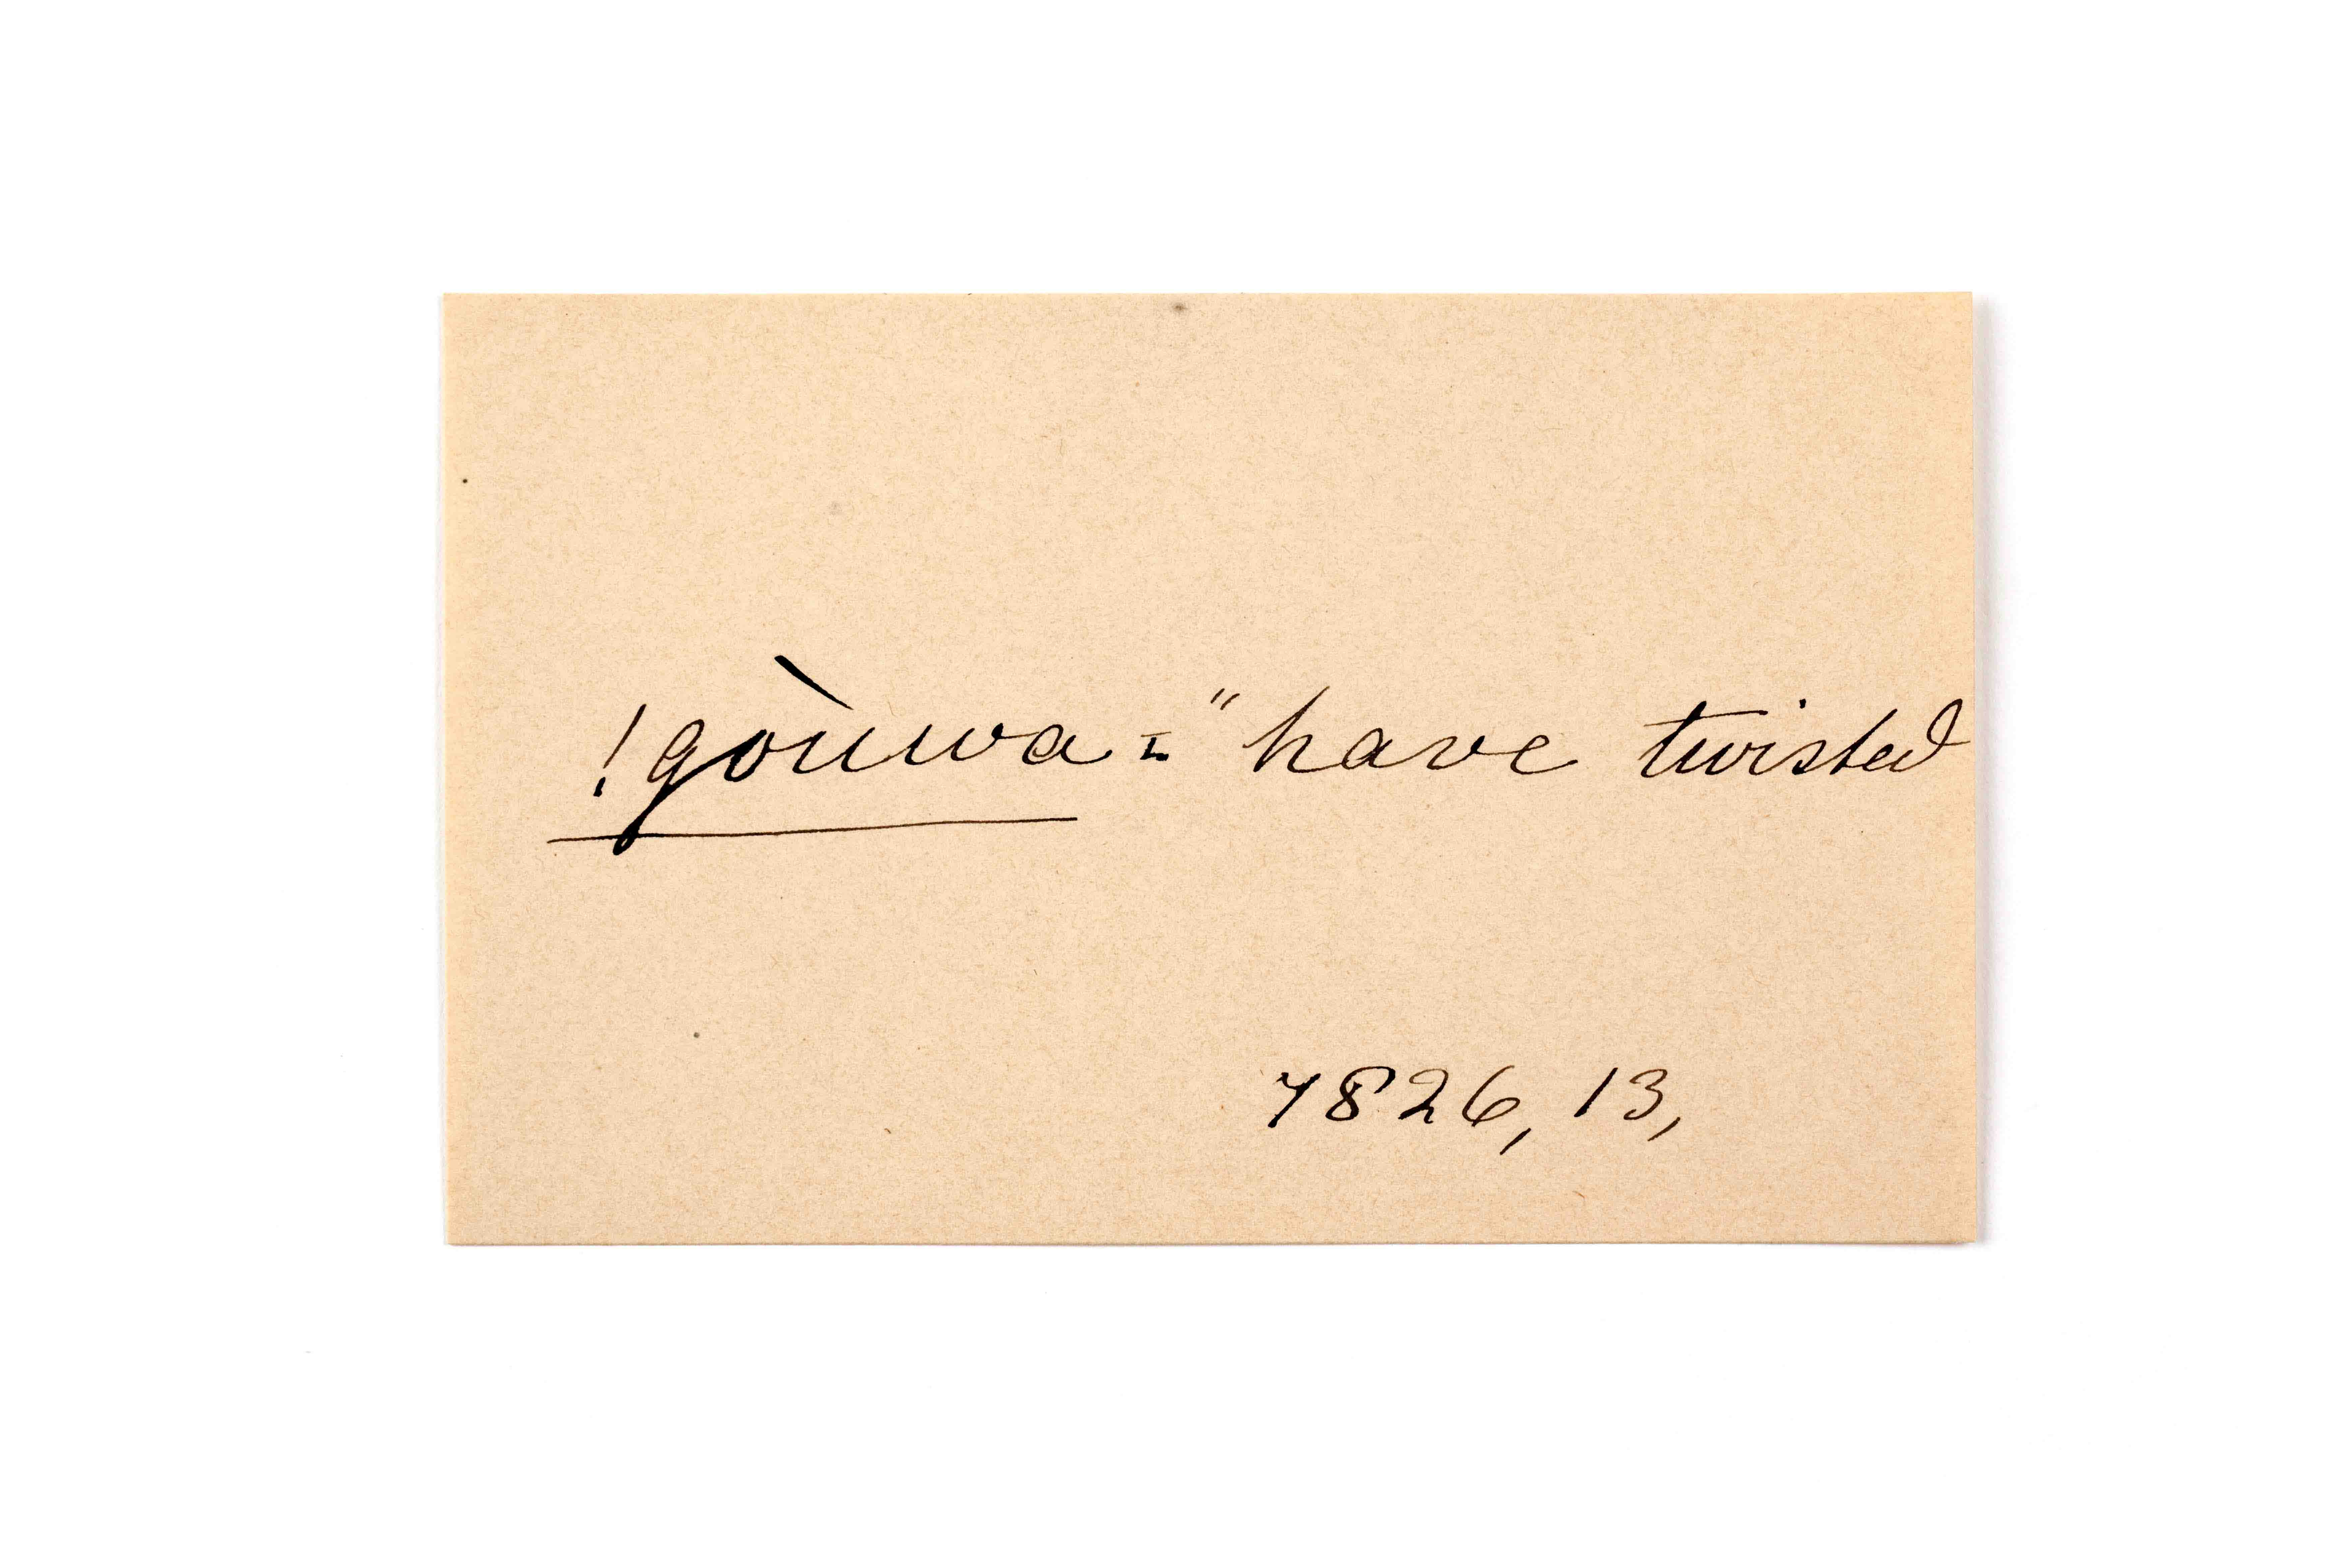 !gòuwa = "have twisted
7826, 13,